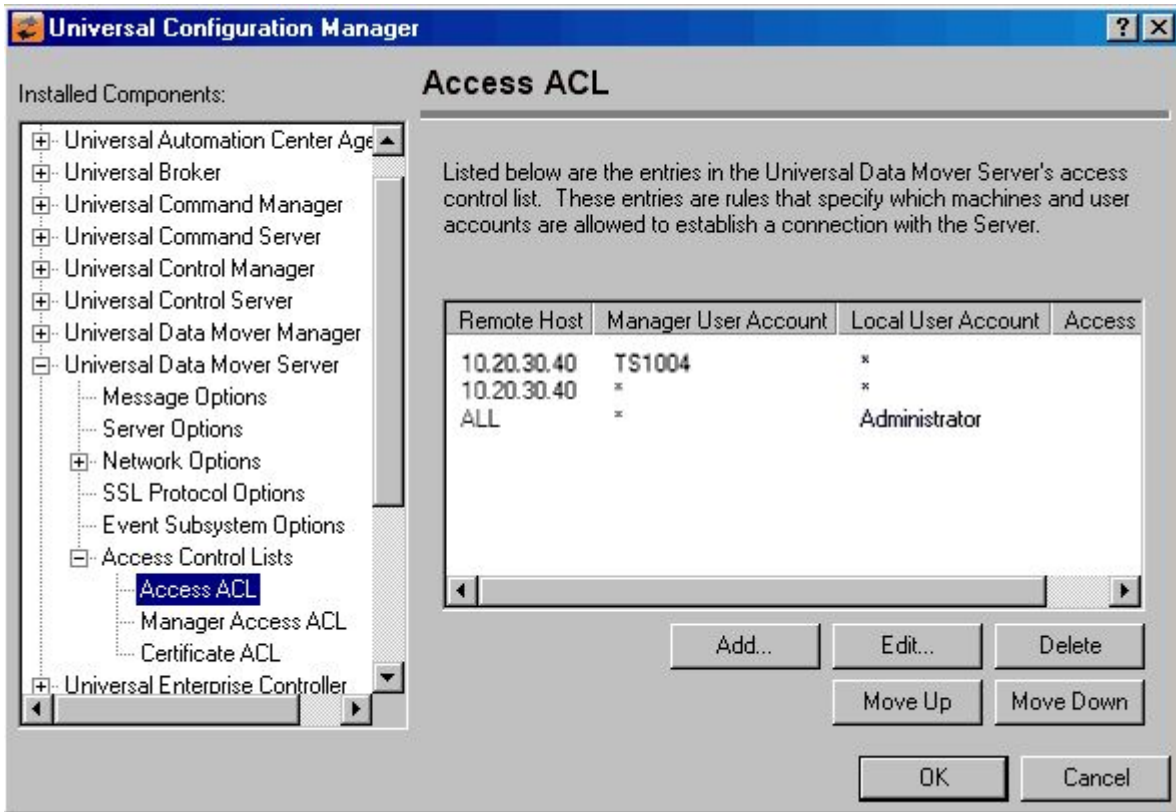 Universal Configuration Manager
Installed Components:
Universal Automation Center Age
Universal Broker
Universal Command Manager
Universal Command Server
Universal Control Manager
Universal Control Server
Universal Data Mover Manager
Universal Data Mover Server
Message Options
Server Options
Network Options
SSL Protocol Options
Event Subsystem Options
Access Control Lists
Access ACL
Manager Access ACL
Certificate ACL
Universal Enterprise Controller
Access ACL
Listed below are the entries in the Universal Data Mover Server's access
control list. These entries are rules that specify which machines and user
accounts are allowed to establish a connection with the Server.
Remote Host Manager User Account Local User Account Access
10.20.30.40 TS1004 *
10.20.30.40 * *
ALL * Administrator
Add... Edit... Delete
Move Up Move Down
OK Cancel